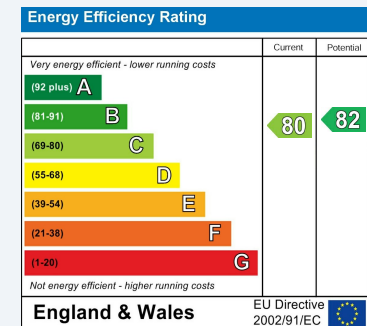 Energy Efficiency Rating
Current Potential
Very energy efficient - lower running costs
(92 plus) A
(81-91) B
80 82
(69-80) C
(55-68) D
(39-54) E
(21-38) F
(1-20) G
Not energy efficient - higher running costs
England & Wales
EU Directive
2002/91/EC